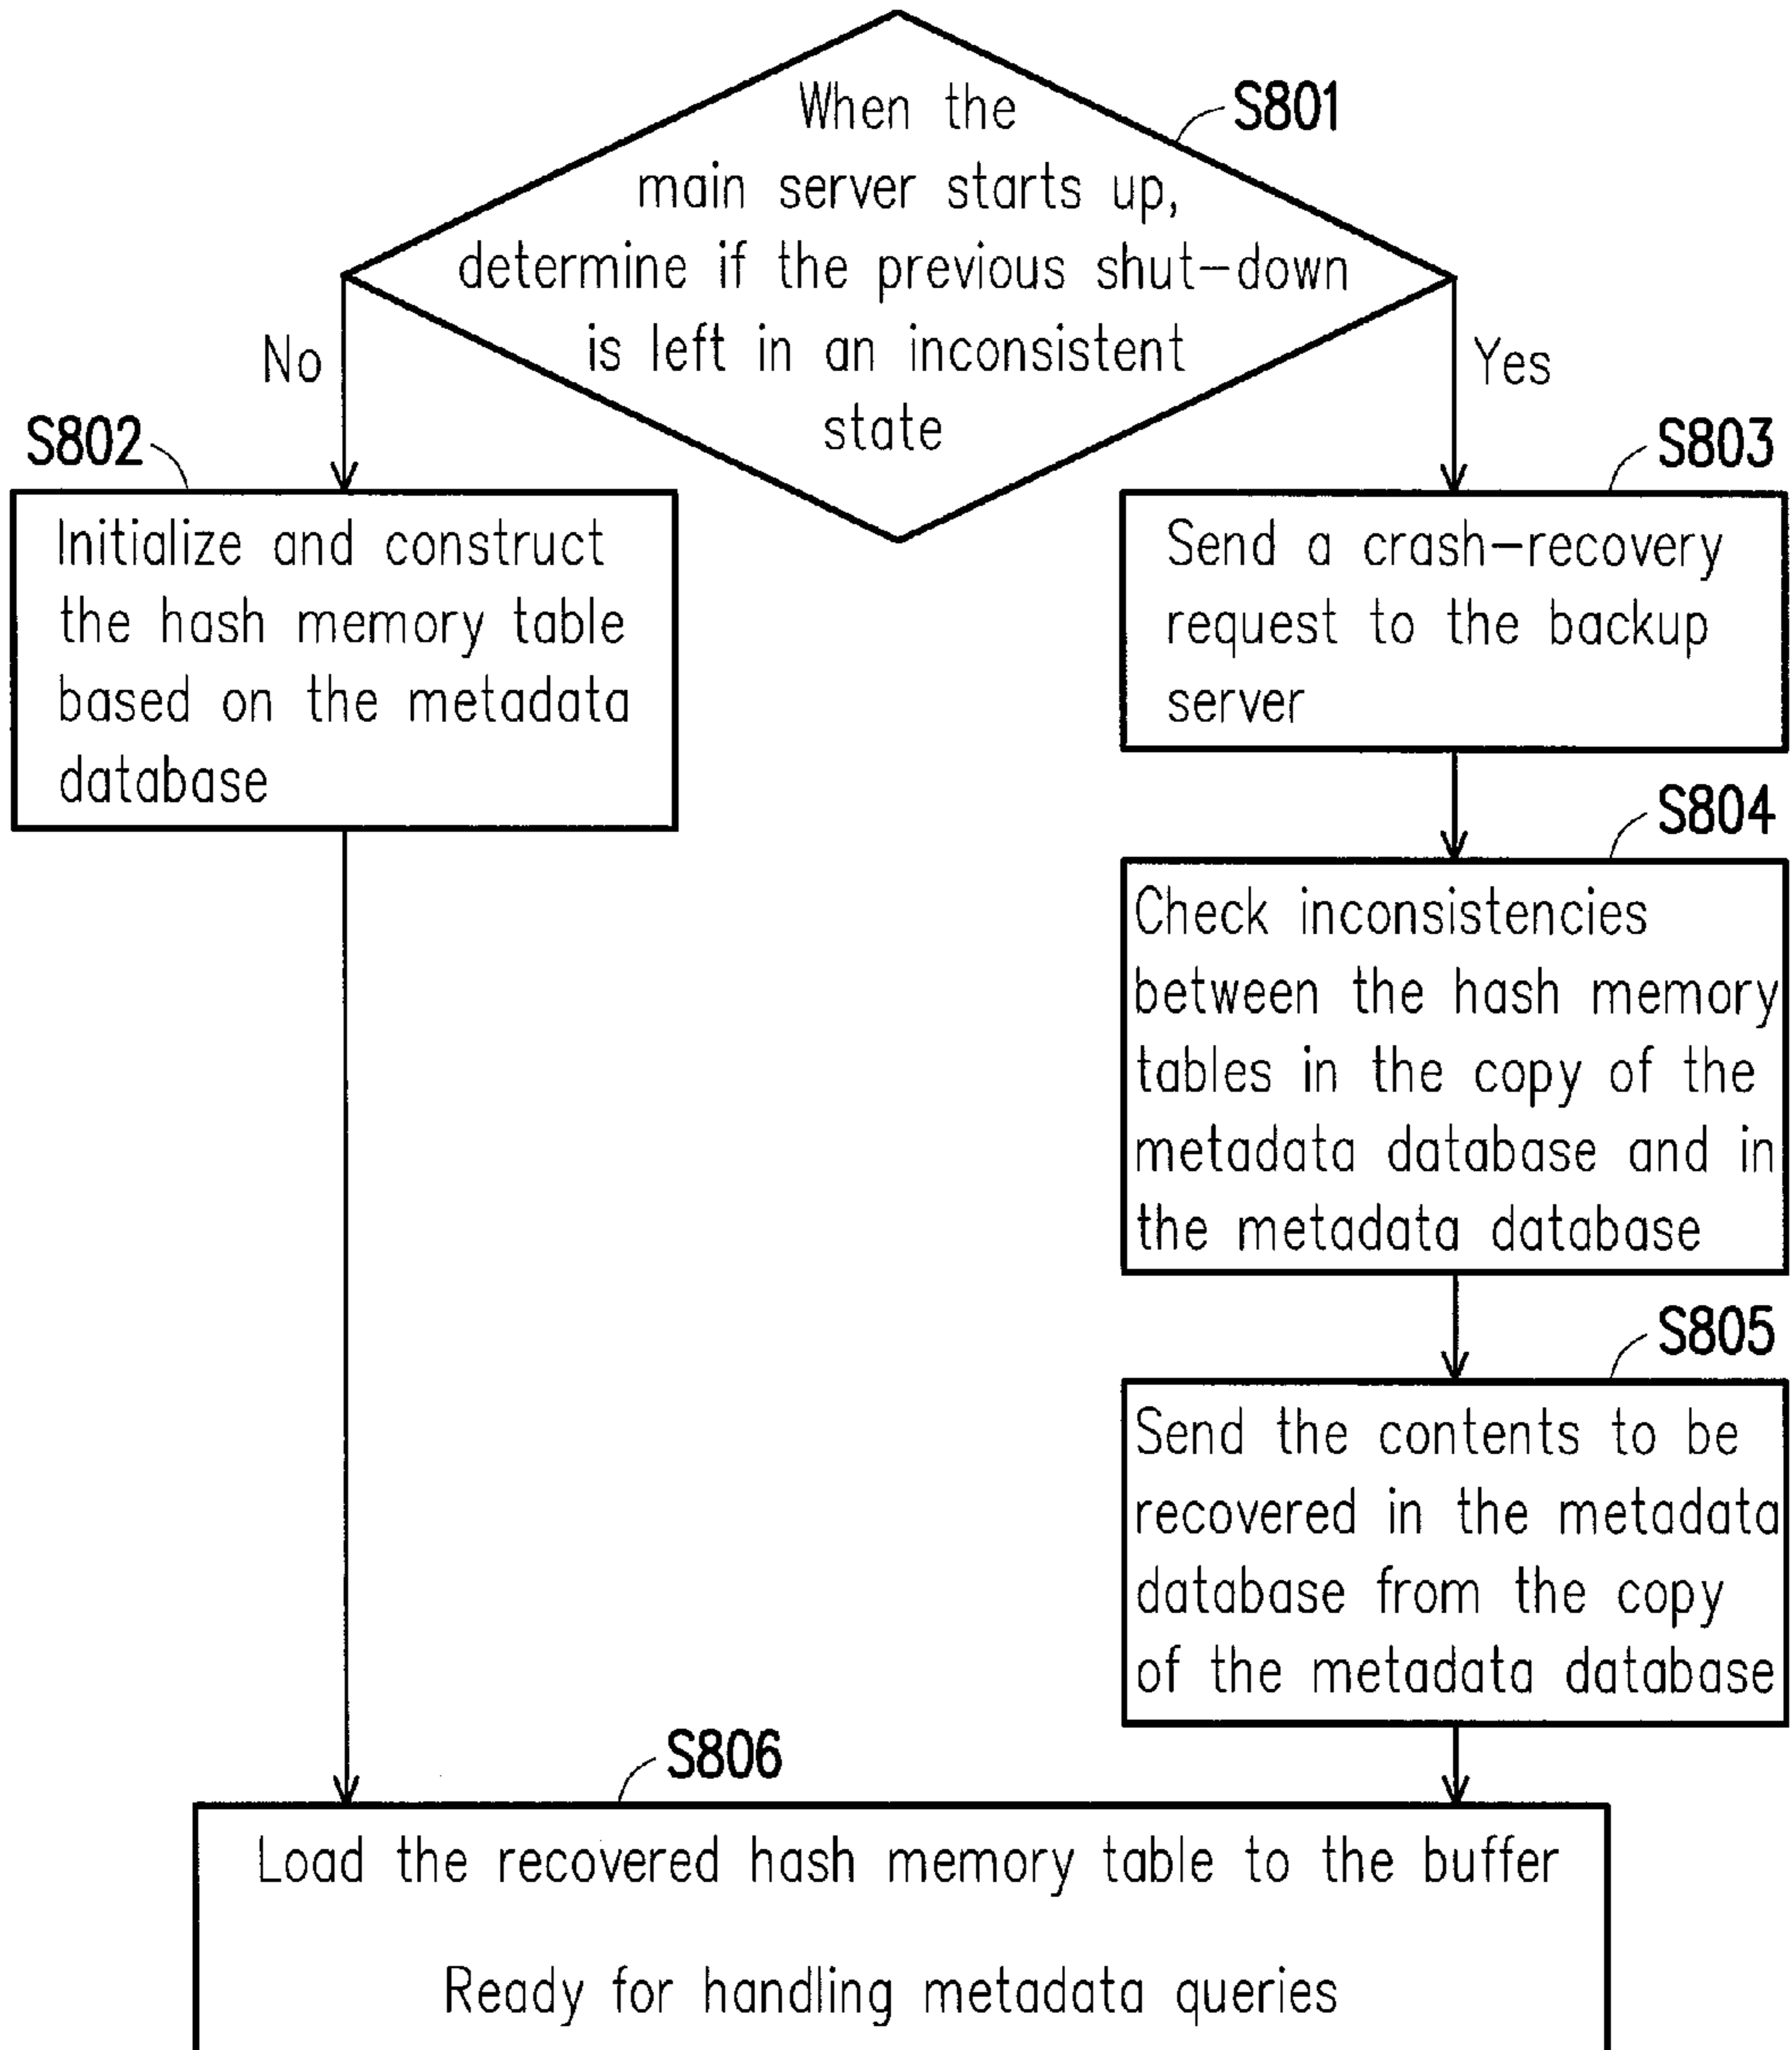 When the
S801
main server starts up,
determine if the previous shut-down
is left in an inconsistent
state
No
Yes
S802
Initialize and construct
the hash memory table
based on the metadata
database
S803
Send a crash-recovery
request to the backup
server
S804
Check inconsistencies
between the hash memory
tables in the copy of the
metadata database and in
the metadata database
S805
Send the contents to be
recovered in the metadata
database from the copy
of the metadata database
S806
Load the recovered hash memory table to the buffer
Ready for handling metadata queries